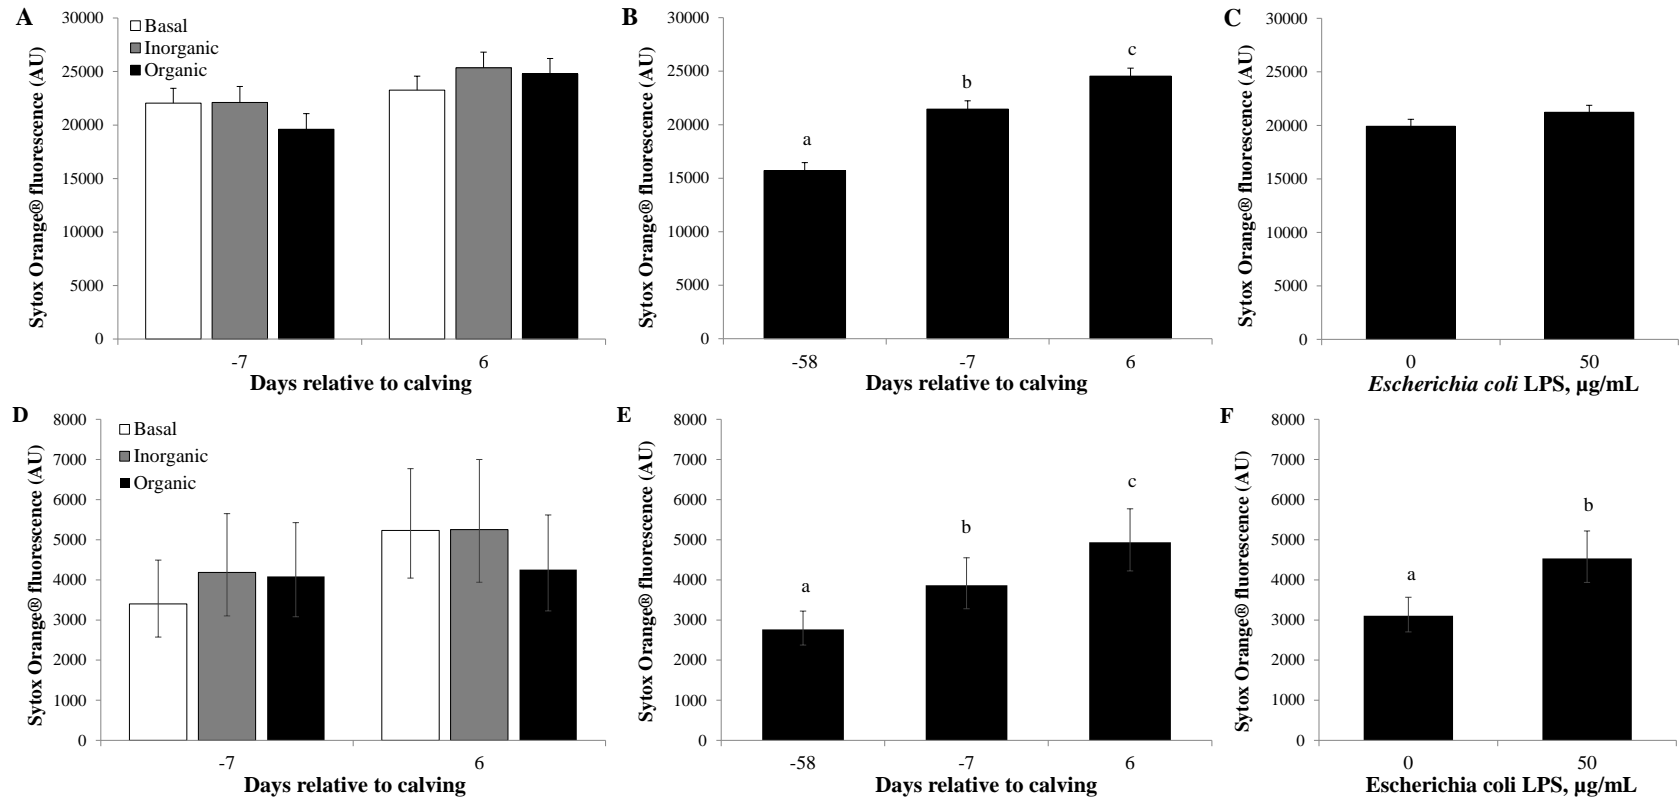 A
Sytox Orange® fluorescence (AU)
30000
25000
20000
15000
10000
5000
0
Basal
Inorganic
Organic
-7
6
Days relative to calving
B
Sytox Orange® fluorescence (AU)
30000
25000
20000
15000
10000
5000
0
a
b
c
-58
-7
6
Days relative to calving
C
Sytox Orange® fluorescence (AU)
30000
25000
20000
15000
10000
5000
0
0
50
Escherichia coli LPS, µg/mL
D
Sytox Orange® fluorescence (AU)
8000
7000
6000
5000
4000
3000
2000
1000
0
Basal
Inorganic
Organic
-7
6
Days relative to calving
E
Sytox Orange® fluorescence (AU)
8000
7000
6000
5000
4000
3000
2000
1000
0
a
b
c
-58
-7
6
Days relative to calving
F
Sytox Orange® fluorescence (AU)
8000
7000
6000
5000
4000
3000
2000
1000
0
a
b
0
50
Escherichia coli LPS, µg/mL